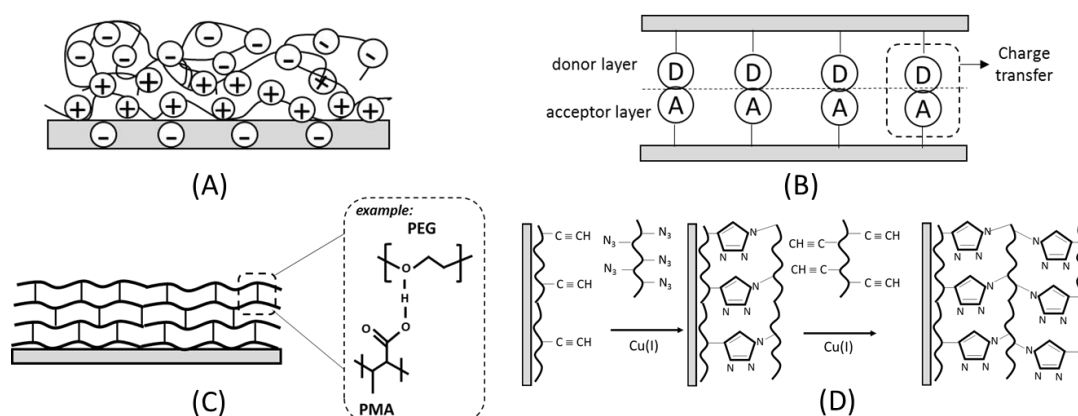 donor layer
acceptor layer
D D D D
A A A A
Charge
transfer
(A)
(B)
example:
PEG
O
H
O
O
PMA
(C)
C ≡ CH
C ≡ CH
C ≡ CH
N₃
N₃
N₃
N₃
N₃
Cu(I)
N
N N
N
N N
N
N N
CH ≡ C
C ≡ CH
CH ≡ C
C ≡ CH
Cu(I)
N
N N
N
N N
N
N N
N
N N
N
N N
N
N N
(D)